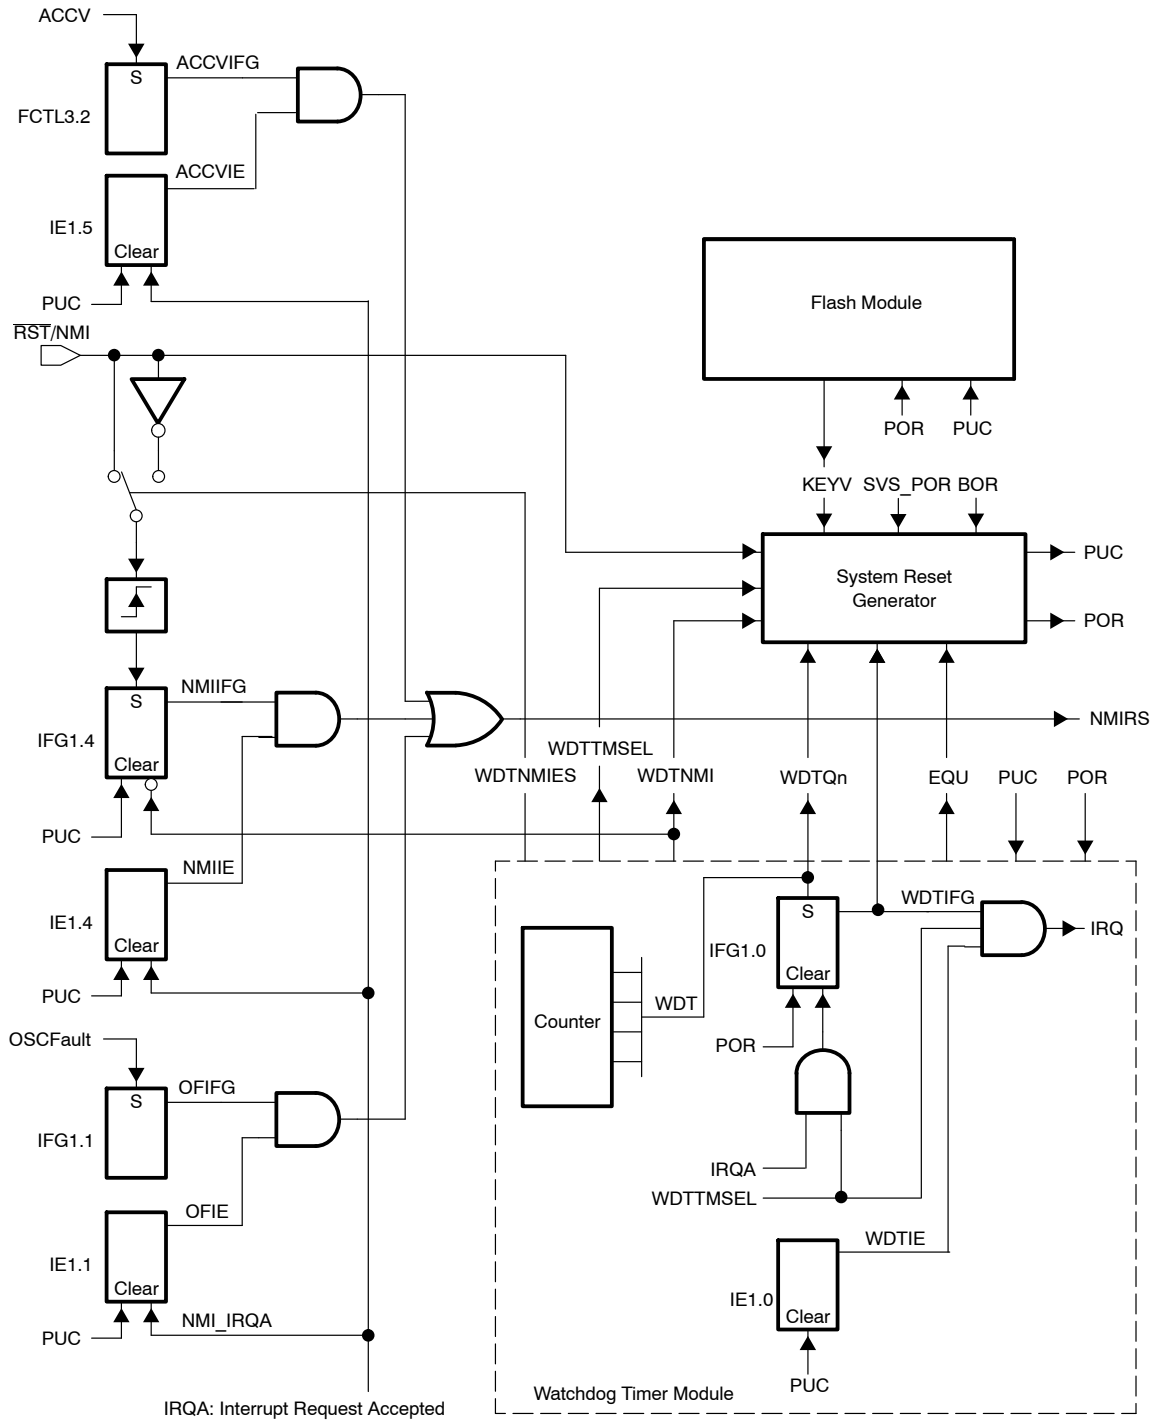 ACCV
S
ACCVIFG
FCTL3.2
ACCVIE
IE1.5
Clear
PUC
RST/NMI
Flash Module
POR
PUC
KEYV
SVS_POR
BOR
System Reset
Generator
PUC
POR
S
NMIIFG
IFG1.4
Clear
PUC
NMIRS
WDTTMSEL
WDTNMIES
WDTNMI
WDTQn
EQU
PUC
POR
NMIIE
IE1.4
Clear
PUC
S
WDTIFG
IRQ
IFG1.0
Clear
Counter
WDT
POR
OSCFault
S
OFIFG
IFG1.1
IRQA
WDTTMSEL
OFIE
IE1.1
Clear
NMI_IRQA
PUC
WDTIE
IE1.0
Clear
PUC
Watchdog Timer Module
IRQA: Interrupt Request Accepted